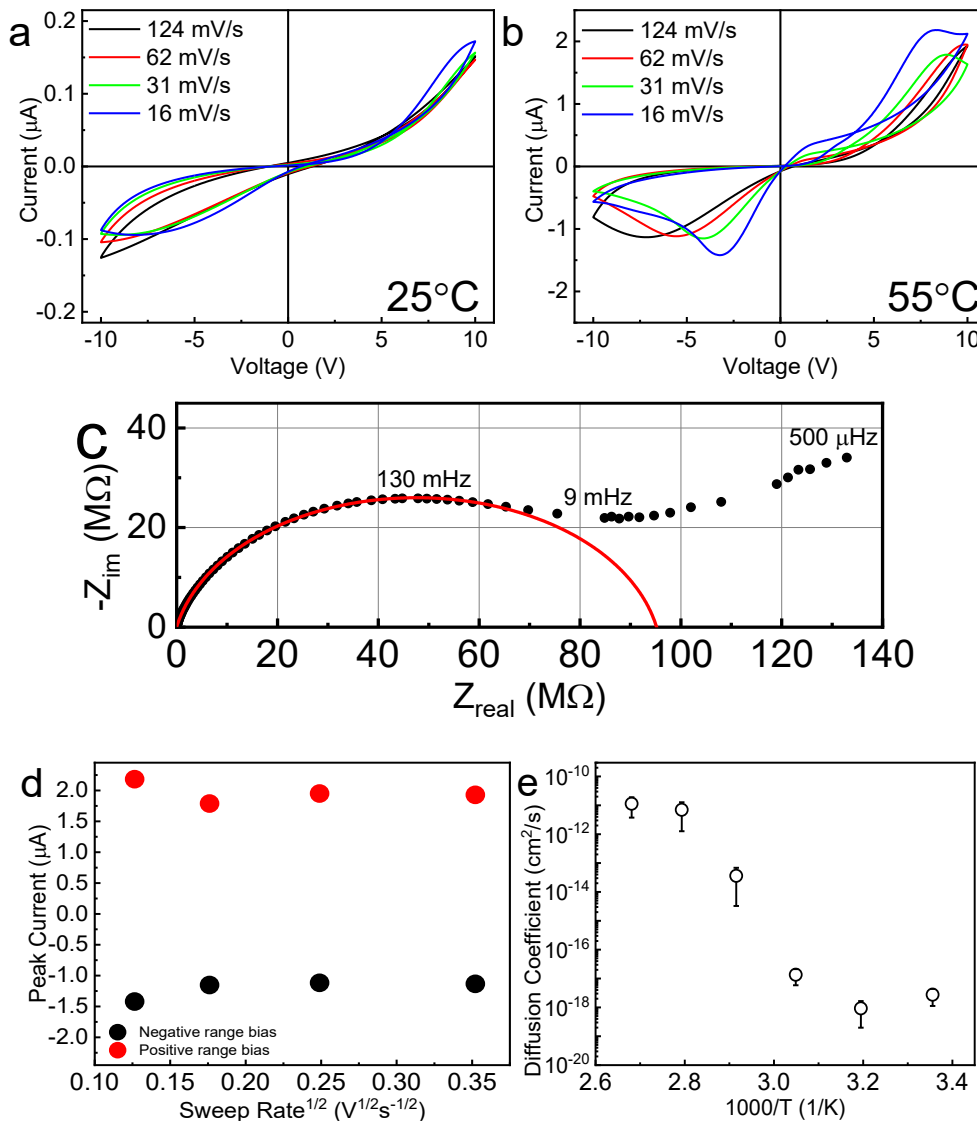 a
124 mV/s
62 mV/s
31 mV/s
16 mV/s
0.2
0.1
0.0
-0.1
-0.2
Current (μA)
25°C
-10 -5 0 5 10
Voltage (V)
b
124 mV/s
62 mV/s
31 mV/s
16 mV/s
2
1
0
-1
-2
Current (μA)
55°C
-10 -5 0 5 10
Voltage (V)
c
40
20
0
-Z_im (MΩ)
130 mHz
9 mHz
500 μHz
0 20 40 60 80 100 120 140
Z_real (MΩ)
d
2.0
1.5
1.0
0.5
0.0
-0.5
-1.0
-1.5
-2.0
Peak Current (μA)
Negative range bias
Positive range bias
0.10 0.15 0.20 0.25 0.30 0.35
Sweep Rate^1/2 (V^1/2s^-1/2)
e
10^-10
10^-12
10^-14
10^-16
10^-18
10^-20
Diffusion Coefficient (cm²/s)
2.6 2.8 3.0 3.2 3.4
1000/T (1/K)